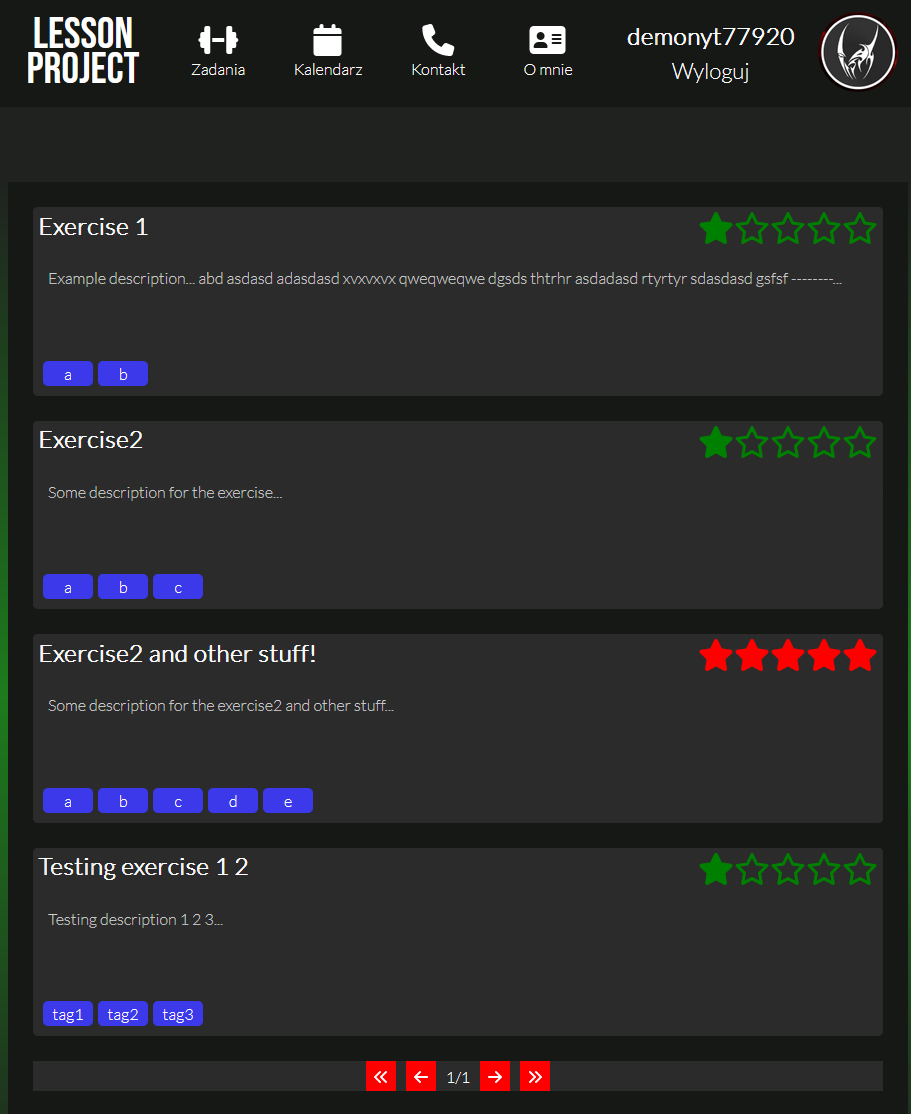 LESSON
PROJECT
Zadania
Kalendarz
Kontakt
O mnie
demonyt77920
Wyloguj
Exercise 1
Example description... abd asdasd adasdasd xvxvxvx qweqweqwe dgsds thtrhr asdadasd rtyrtyr sdasdasd gsfsf --------...
a b
Exercise2
Some description for the exercise...
a b c
Exercise2 and other stuff!
Some description for the exercise2 and other stuff...
a b c d e
Testing exercise 1 2
Testing description 1 2 3...
tag1 tag2 tag3
1/1